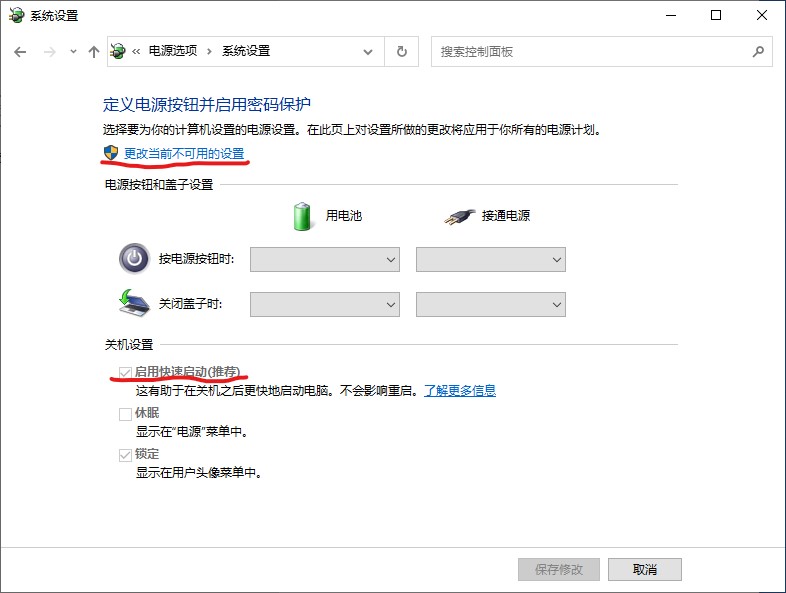 系统设置
« 电源选项 › 系统设置
搜索控制面板
定义电源按钮并启用密码保护
选择要为你的计算机设置的电源设置。在此页上对设置所做的更改将应用于你所有的电源计划。
更改当前不可用的设置
电源按钮和盖子设置
用电池 接通电源
按电源按钮时:
关闭盖子时:
关机设置
启用快速启动(推荐)
这有助于在关机之后更快地启动电脑。不会影响重启。了解更多信息
休眠
显示在“电源”菜单中。
锁定
显示在用户头像菜单中。
保存修改 取消